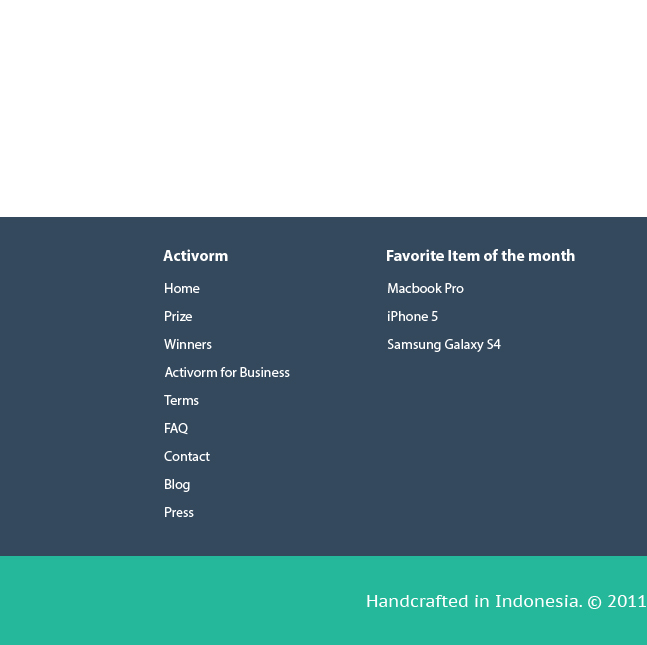 Activorm
Home
Prize
Winners
Activorm for Business
Terms
FAQ
Contact
Blog
Press
Favorite Item of the month
Macbook Pro
iPhone 5
Samsung Galaxy S4
Handcrafted in Indonesia. © 2011